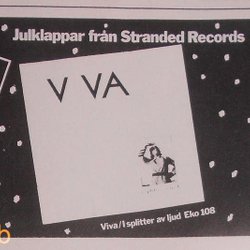 Julklappar från Stranded Records
V VA
Viva/I splitter av ljud Eko 108
b